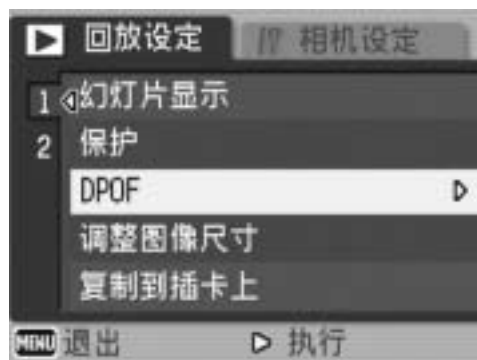 回放设定 相机设定
1 幻灯片显示
2 保护
DPOF
调整图像尺寸
复制到插卡上
MENU 退出 执行